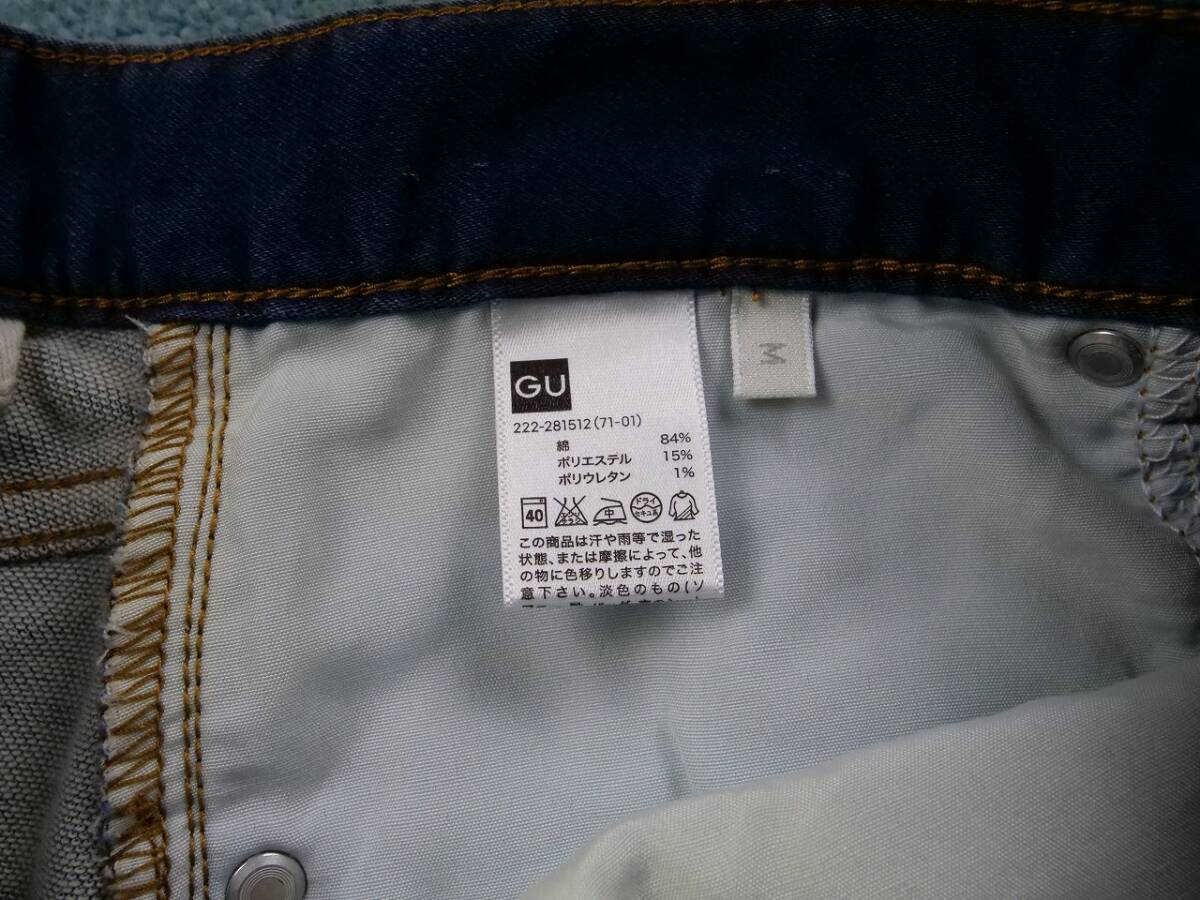 GU
222-281512(71-01)
綿 84%
ポリエステル 15%
ポリウレタン 1%
40 中 ドライ
この商品は汗や雨等で湿った
状態、または摩擦によって、他
の物に色移りしますのでご注
意下さい。淡色のもの(ソ
M